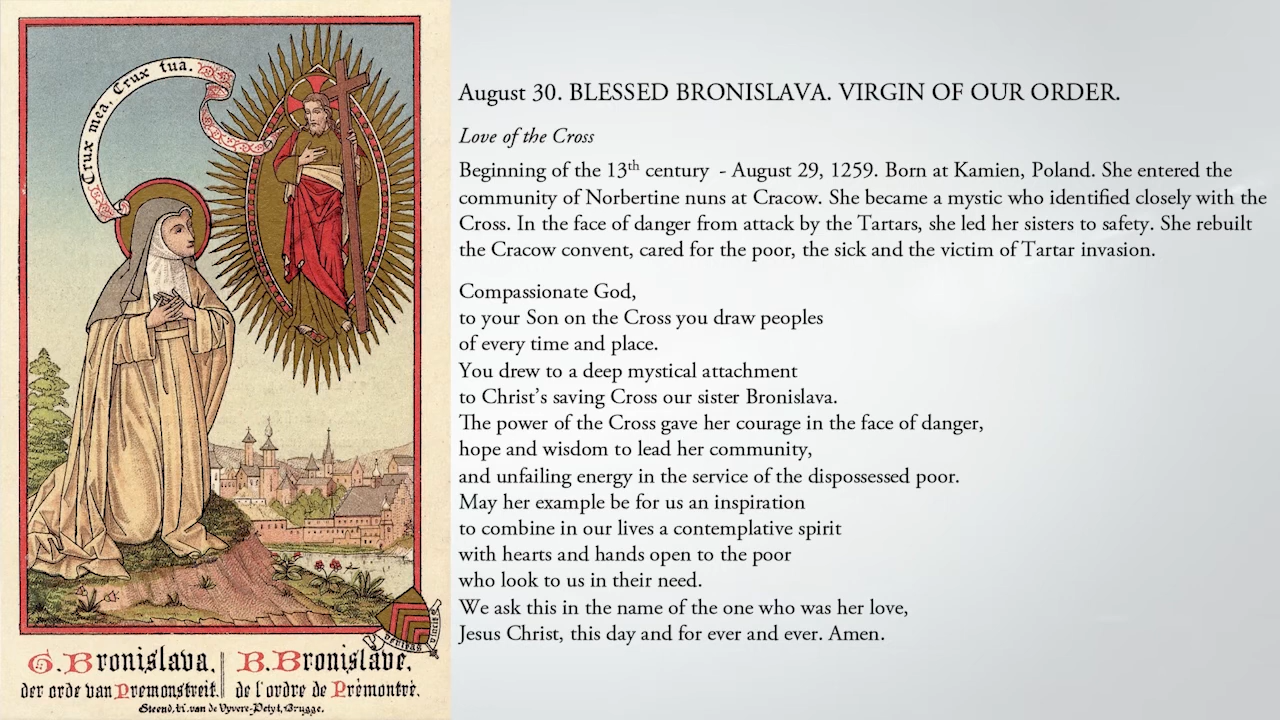 Crux mea, Crux tua.
veritas
G. Bronislava,
der orde van Premonstreit.
B. Bronislave,
de l'ordre de Prémontré.
Steend. K. van de Vyvere-Petyt, Brugge.
August 30. BLESSED BRONISLAVA. VIRGIN OF OUR ORDER.
Love of the Cross
Beginning of the 13th century - August 29, 1259. Born at Kamien, Poland. She entered the
community of Norbertine nuns at Cracow. She became a mystic who identified closely with the
Cross. In the face of danger from attack by the Tartars, she led her sisters to safety. She rebuilt
the Cracow convent, cared for the poor, the sick and the victim of Tartar invasion.
Compassionate God,
to your Son on the Cross you draw peoples
of every time and place.
You drew to a deep mystical attachment
to Christ's saving Cross our sister Bronislava.
The power of the Cross gave her courage in the face of danger,
hope and wisdom to lead her community,
and unfailing energy in the service of the dispossessed poor.
May her example be for us an inspiration
to combine in our lives a contemplative spirit
with hearts and hands open to the poor
who look to us in their need.
We ask this in the name of the one who was her love,
Jesus Christ, this day and for ever and ever. Amen.